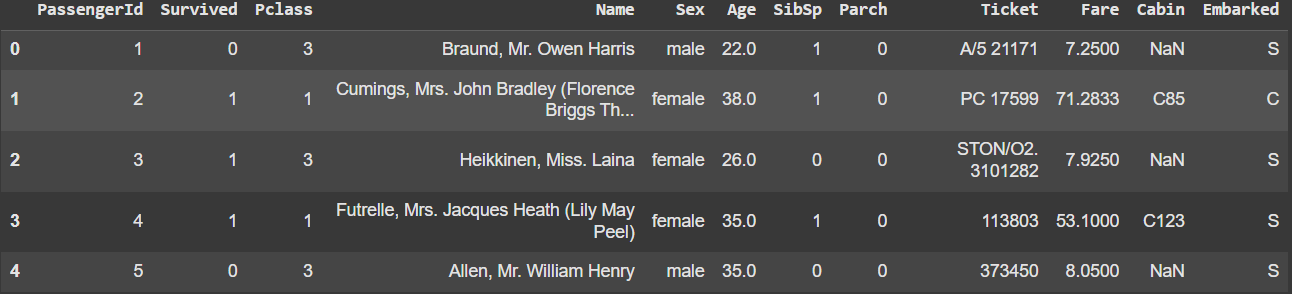 PassengerId Survived Pclass Name Sex Age SibSp Parch Ticket Fare Cabin Embarked
0 1 0 3 Braund, Mr. Owen Harris male 22.0 1 0 A/5 21171 7.2500 NaN S
1 2 1 1 Cumings, Mrs. John Bradley (Florence Briggs Th... female 38.0 1 0 PC 17599 71.2833 C85 C
2 3 1 3 Heikkinen, Miss. Laina female 26.0 0 0 STON/O2. 3101282 7.9250 NaN S
3 4 1 1 Futrelle, Mrs. Jacques Heath (Lily May Peel) female 35.0 1 0 113803 53.1000 C123 S
4 5 0 3 Allen, Mr. William Henry male 35.0 0 0 373450 8.0500 NaN S